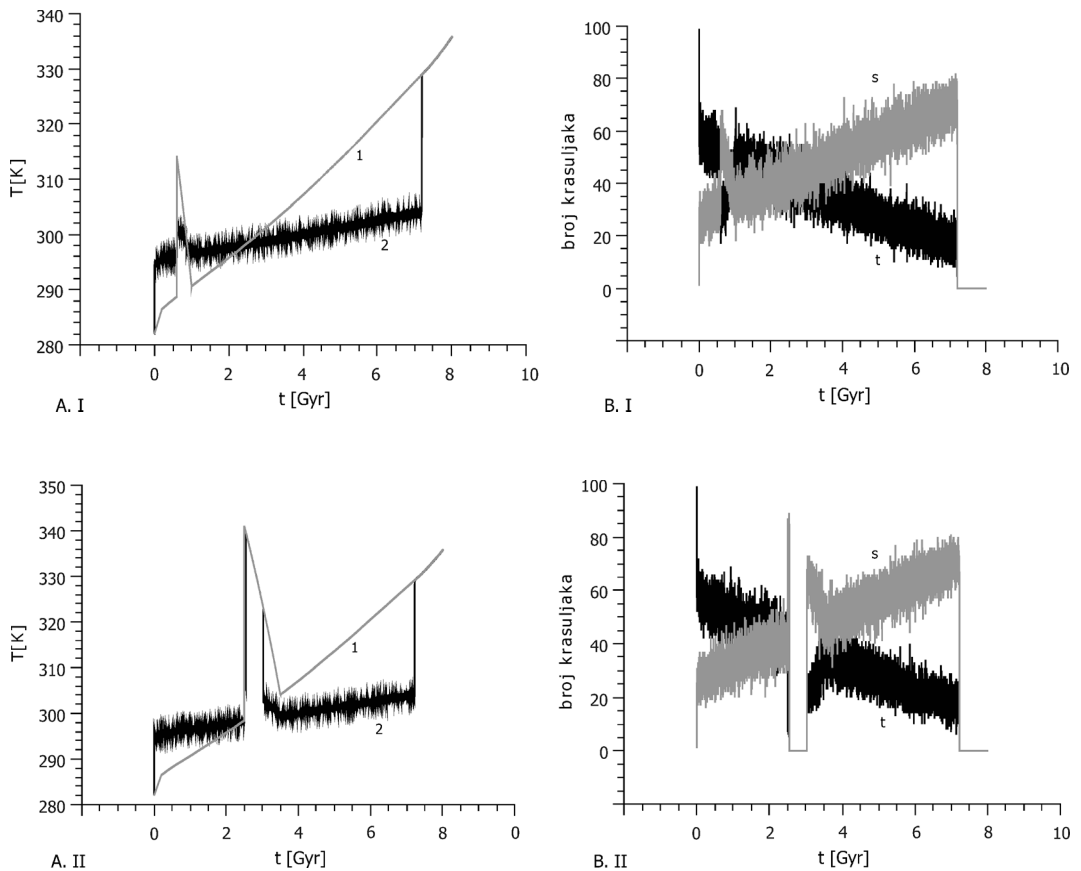 340
330
320
310
300
290
280
T[K]
1
2
0 2 4 6 8 10
t [Gyr]
A. I
100
80
60
40
20
0
broj krasuljaka
s
t
0 2 4 6 8 10
t [Gyr]
B. I
350
340
330
320
310
300
290
280
T[K]
1
2
0 2 4 6 8 0
t [Gyr]
A. II
100
80
60
40
20
0
broj krasuljaka
s
t
0 2 4 6 8 10
t [Gyr]
B. II